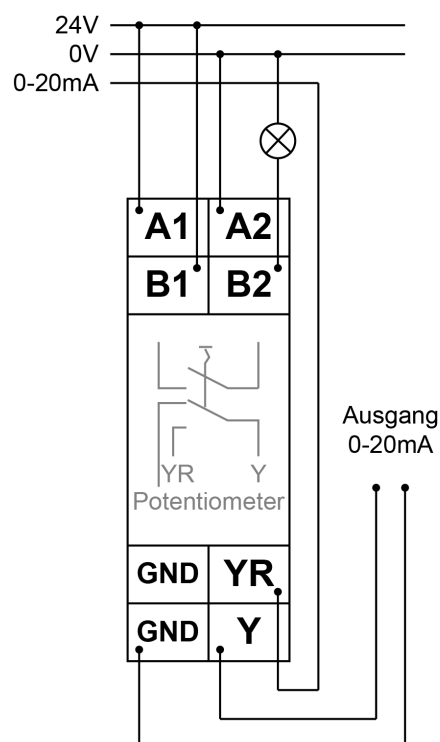 24V
0V
0-20mA
A1 A2
B1 B2
Ausgang
0-20mA
YR Y
Potentiometer
GND YR
GND Y